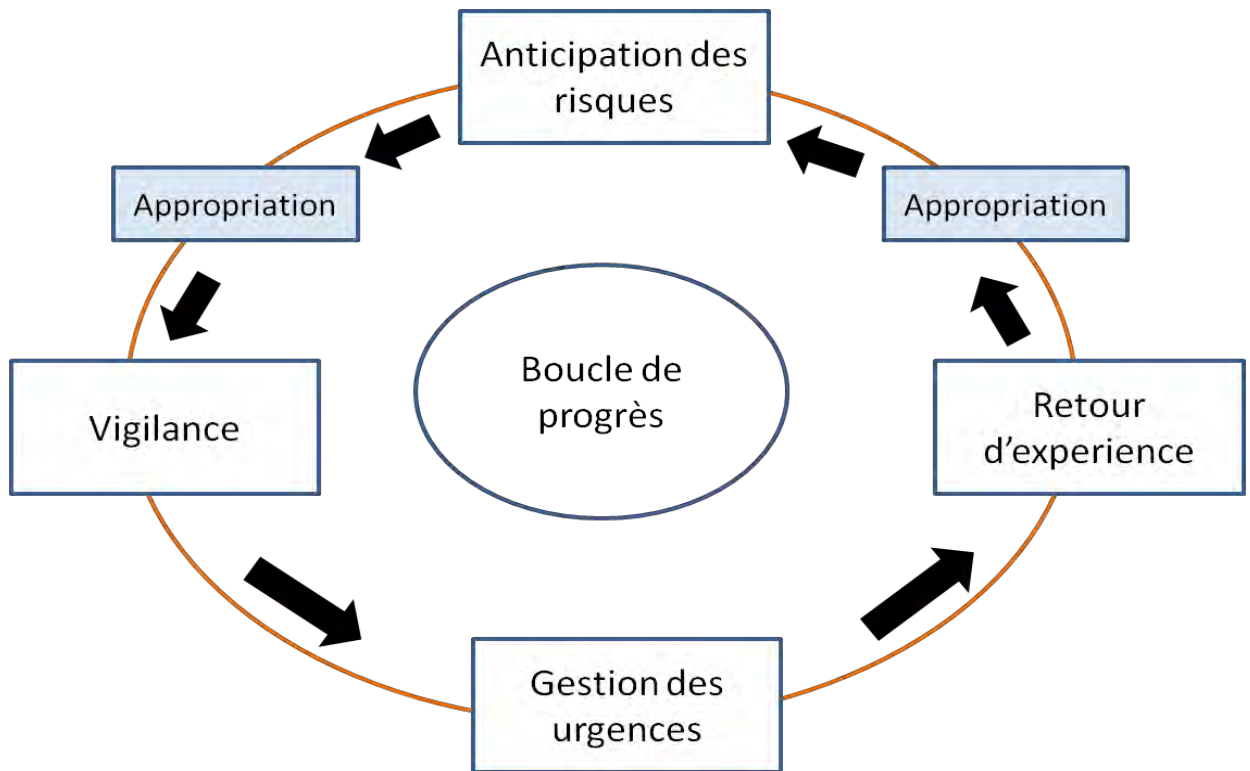 Anticipation des
risques
Appropriation
Appropriation
Boucle de
progrès
Vigilance
Retour
d’experience
Gestion des
urgences